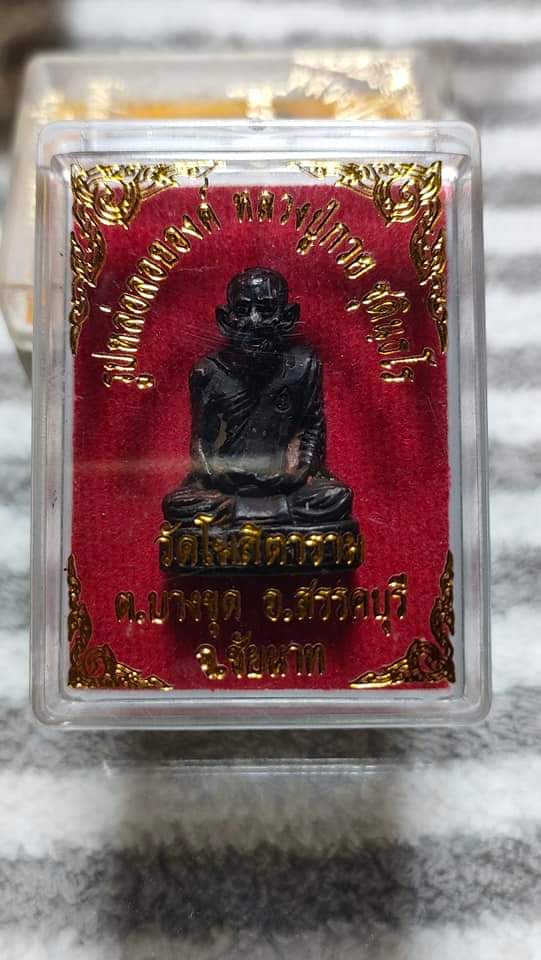 รูปหล่อลอยองค์ หลวงปู่กวย ชุตินฺธโร
วัดโฆสิตาราม
ต.บางขุด อ.สรรคบุรี
จ.ชัยนาท